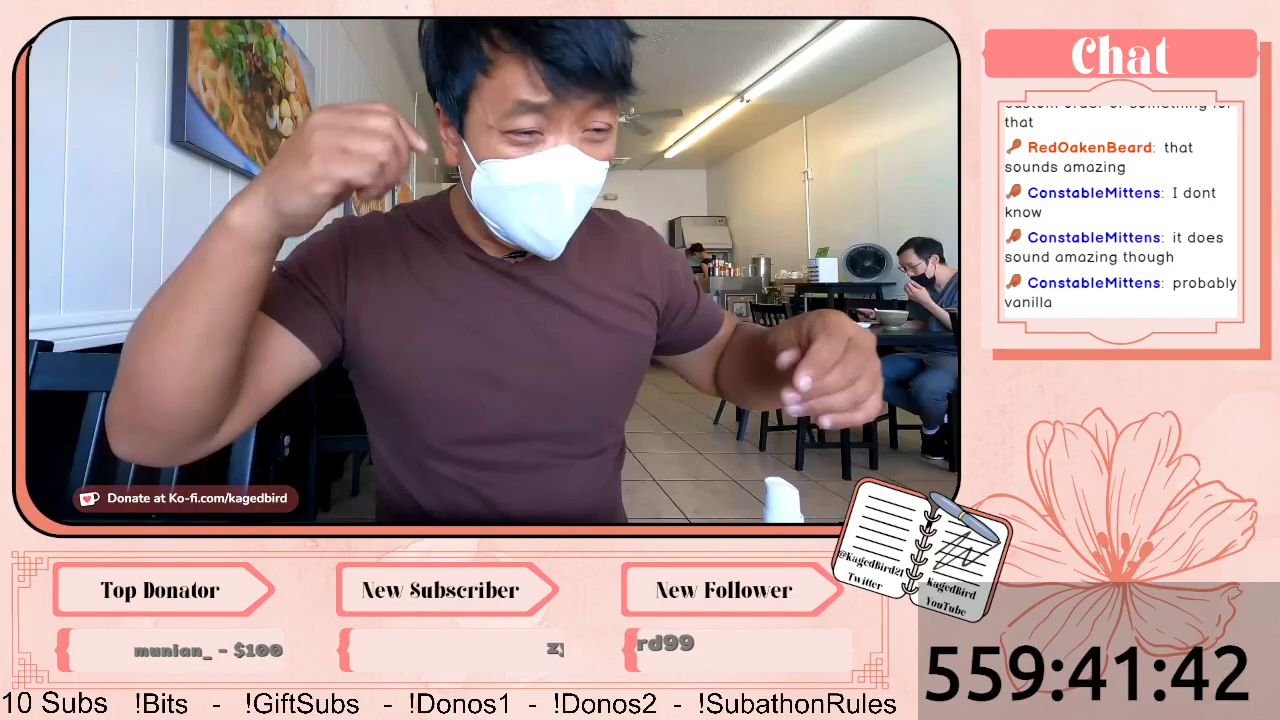 Chat
that
RedOakenBeard: that
sounds amazing
ConstableMittens: I dont
know
ConstableMittens: it does
sound amazing though
ConstableMittens: probably
vanilla
Donate at Ko-fi.com/kagedbird
@KagedBird21
Twitter
KagedBird
YouTube
Top Donator
New Subscriber
New Follower
munian_ - $100
rd99
559:41:42
10 Subs !Bits - !GiftSubs - !Donos1 - !Donos2 - !SubathonRules